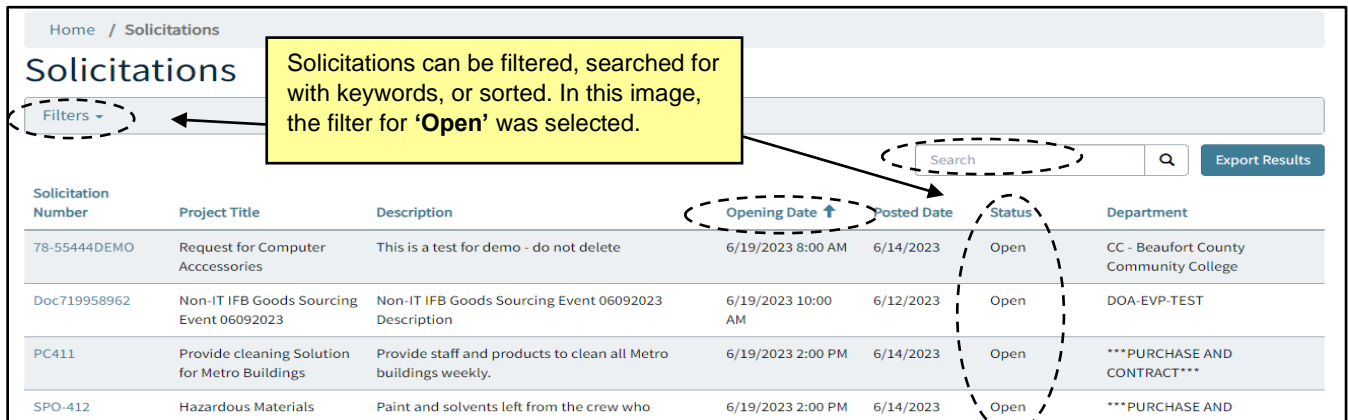 Home / Solicitations
Solicitations
Solicitations can be filtered, searched for
with keywords, or sorted. In this image,
the filter for 'Open' was selected.
Filters
Search
Export Results
Solicitation
Number Project Title Description Opening Date Posted Date Status Department
78-55444DEMO Request for Computer This is a test for demo - do not delete 6/19/2023 8:00 AM 6/14/2023 Open CC - Beaufort County
Acccessories Community College
Doc719958962 Non-IT IFB Goods Sourcing Non-IT IFB Goods Sourcing Event 06092023 6/19/2023 10:00 6/12/2023 Open DOA-EVP-TEST
Event 06092023 Description AM
PC411 Provide cleaning Solution Provide staff and products to clean all Metro 6/19/2023 2:00 PM 6/14/2023 Open ***PURCHASE AND
for Metro Buildings buildings weekly. CONTRACT***
SPO-412 Hazardous Materials Paint and solvents left from the crew who 6/19/2023 2:00 PM 6/14/2023 Open ***PURCHASE AND